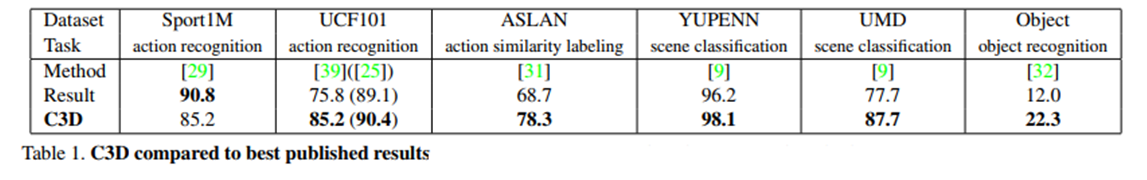 Dataset Sport1M UCF101 ASLAN YUPENN UMD Object
Task action recognition action recognition action similarity labeling scene classification scene classification object recognition
Method [29] [39]([25]) [31] [9] [9] [32]
Result 90.8 75.8 (89.1) 68.7 96.2 77.7 12.0
C3D 85.2 85.2 (90.4) 78.3 98.1 87.7 22.3
Table 1. C3D compared to best published results